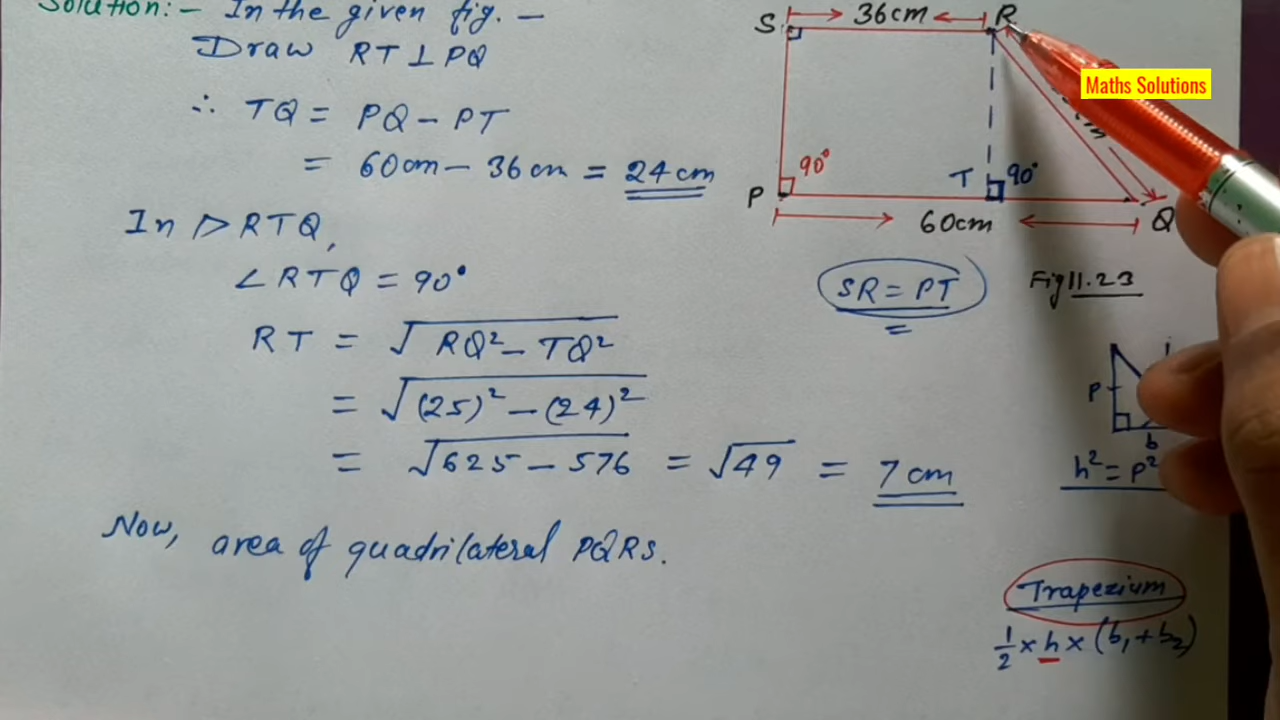 Solution:- In the given fig. -
Draw RT ⊥ PQ
∴ TQ = PQ - PT
= 60cm - 36cm = 24 cm
In ▷ RTQ,
∠RTQ = 90°
RT = √RQ² - TQ²
= √(25)² - (24)²
= √625 - 576 = √49 = 7 cm
Now, area of quadrilateral PQRS.
S 36cm R
Maths Solutions
90°
P T 90°
60cm Q
SR = PT
Fig 11.23
P
b
h² = p²
Trapezium
1/2 × h × (b₁ + b₂)